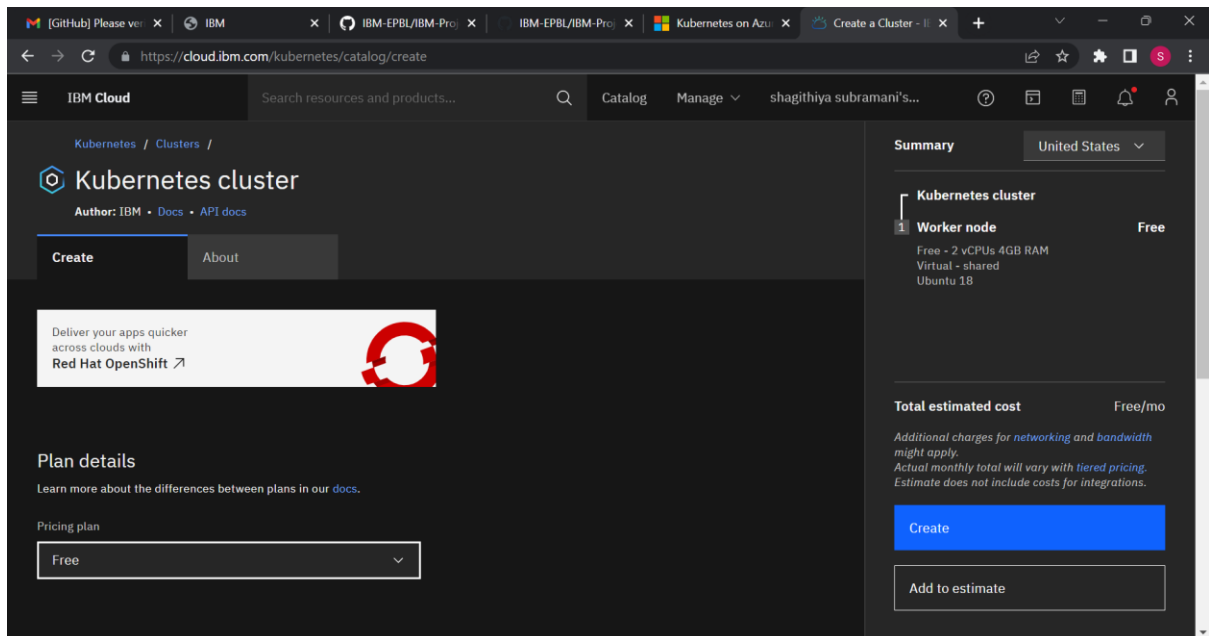 [GitHub] Please ver
IBM
IBM-EPBL/IBM-Proj
IBM-EPBL/IBM-Proj
Kubernetes on Azu
Create a Cluster - I
https://cloud.ibm.com/kubernetes/catalog/create
S
IBM Cloud
Search resources and products...
Catalog
Manage
shagithiya subramani's...
Kubernetes / Clusters /
Kubernetes cluster
Author: IBM • Docs • API docs
Create
About
Deliver your apps quicker
across clouds with
Red Hat OpenShift
Plan details
Learn more about the differences between plans in our docs.
Pricing plan
Free
Summary
United States
Kubernetes cluster
1 Worker node Free
Free - 2 vCPUs 4GB RAM
Virtual - shared
Ubuntu 18
Total estimated cost Free/mo
Additional charges for networking and bandwidth
might apply.
Actual monthly total will vary with tiered pricing.
Estimate does not include costs for integrations.
Create
Add to estimate